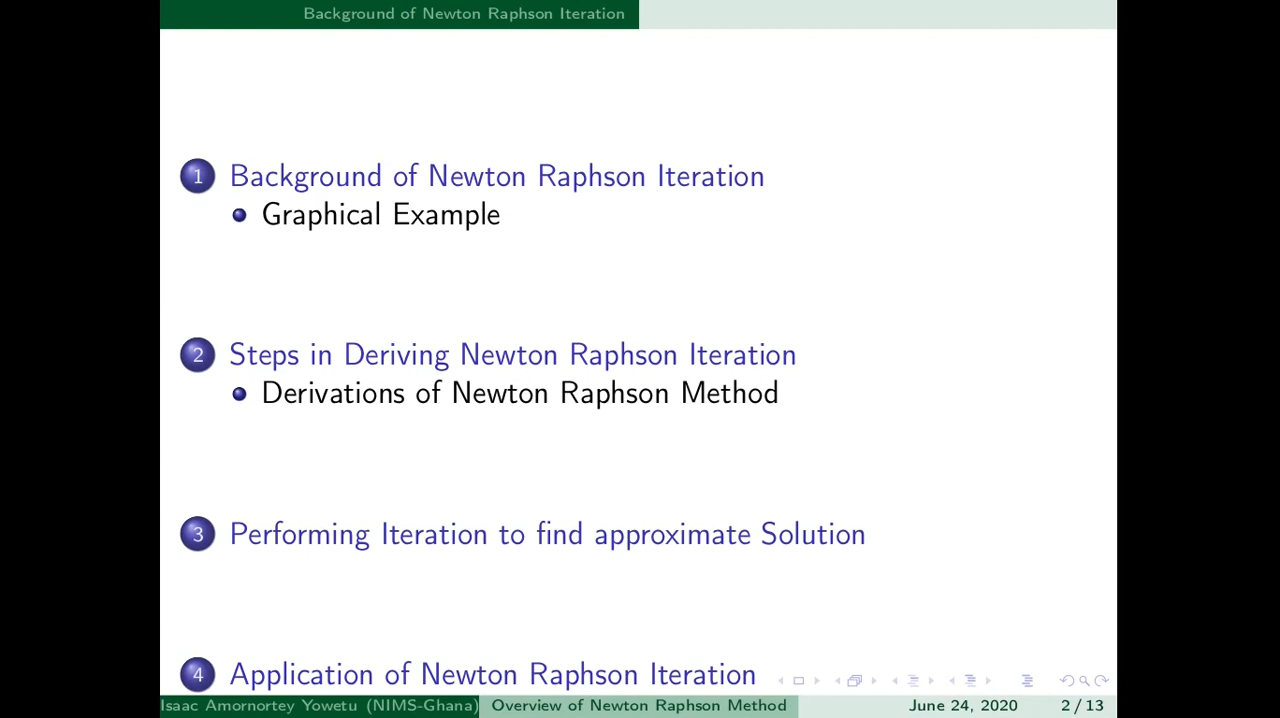 Background of Newton Raphson Iteration
1 Background of Newton Raphson Iteration
Graphical Example
2 Steps in Deriving Newton Raphson Iteration
Derivations of Newton Raphson Method
3 Performing Iteration to find approximate Solution
4 Application of Newton Raphson Iteration
Isaac Amornortey Yowetu (NIMS-Ghana) Overview of Newton Raphson Method June 24, 2020 2 / 13